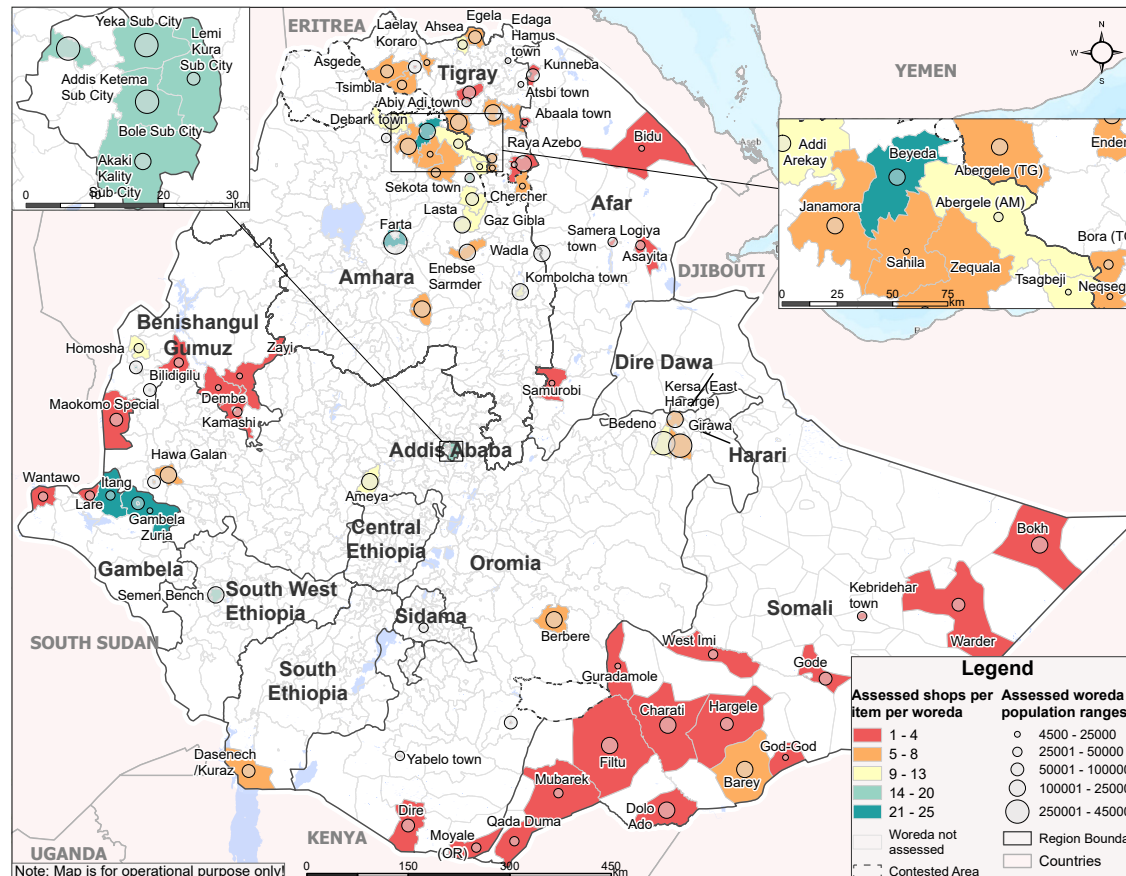 Yeka Sub City
Lemi
Kura
Sub City
Addis Ketema
Sub City
Bole Sub City
Akaki
Kality
Sub City
0 10 20 30
km
ERITREA
Laelay
Koraro
Ahsea
Egela
Edaga
Hamus
town
Asgede
Tigray
Kunneba
Tsimbla
Atsbi town
Abiy Adi town
Abaala town
Debark town
Raya Azebo
Bidu
Aseb
YEMEN
Sekota town
Chercher
Afar
Lasta
Gaz Gibla
Farta
Wadla
Samera Logiya
town
Asayita
DJIBOUTI
Amhara
Enebse
Sarmder
Kombolcha town
Addi
Arekay
Beyeda
Abergele (TG)
Janamora
Abergele (AM)
Sahila
Zequala
Bora (TG
Tsagbeji
0 25 50 75
km
Benishangul
Gumuz
Homosha
Zayi
Bilidigilu
Maokomo Special
Dembe
Kamashi
Samurobi
Dire Dawa
Kersa (East
Hararge)
Bedeno
Girawa
Harari
Addis Ababa
Hawa Galan
Wantawo
Itang
Lare
Gambela
Zuria
Ameya
Central
Ethiopia
Oromia
Gambela
Semen Bench
South West
Ethiopia
Sidama
SOUTH SUDAN
South
Ethiopia
Berbere
Somali
Bokh
Kebridehar
town
Warder
West Imi
Gode
Guradamole
Charati
Hargele
God-God
Filtu
Barey
Dasenech
/Kuraz
Yabelo town
Mubarek
Dolo
Ado
Dire
Moyale
(OR)
Qada Duma
KENYA
UGANDA
Note: Map is for operational purpose only!
0 150 300 450
km
N
W E
S
Legend
Assessed shops per
item per woreda
1 - 4
5 - 8
9 - 13
14 - 20
21 - 25
Woreda not
assessed
Contested Area
Assessed woreda
population ranges
4500 - 25000
25001 - 50000
50001 - 100000
100001 - 25000
250001 - 45000
Region Bounda
Countries